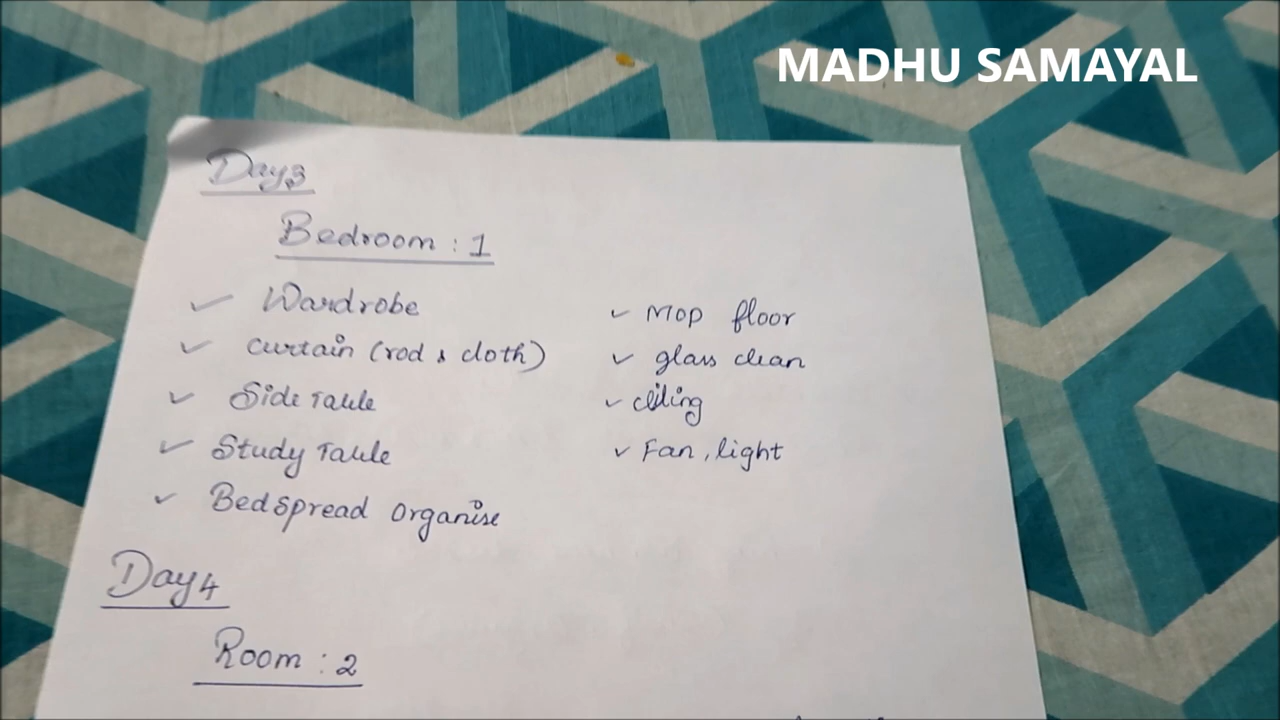 MADHU SAMAYAL
Day3
Bedroom : 1
✓ Wardrobe
✓ curtain (rod & cloth)
✓ Side Table
✓ Study Table
✓ Bedspread organise
✓ Mop floor
✓ glass clean
✓ ceiling
✓ Fan, light
Day4
Room : 2